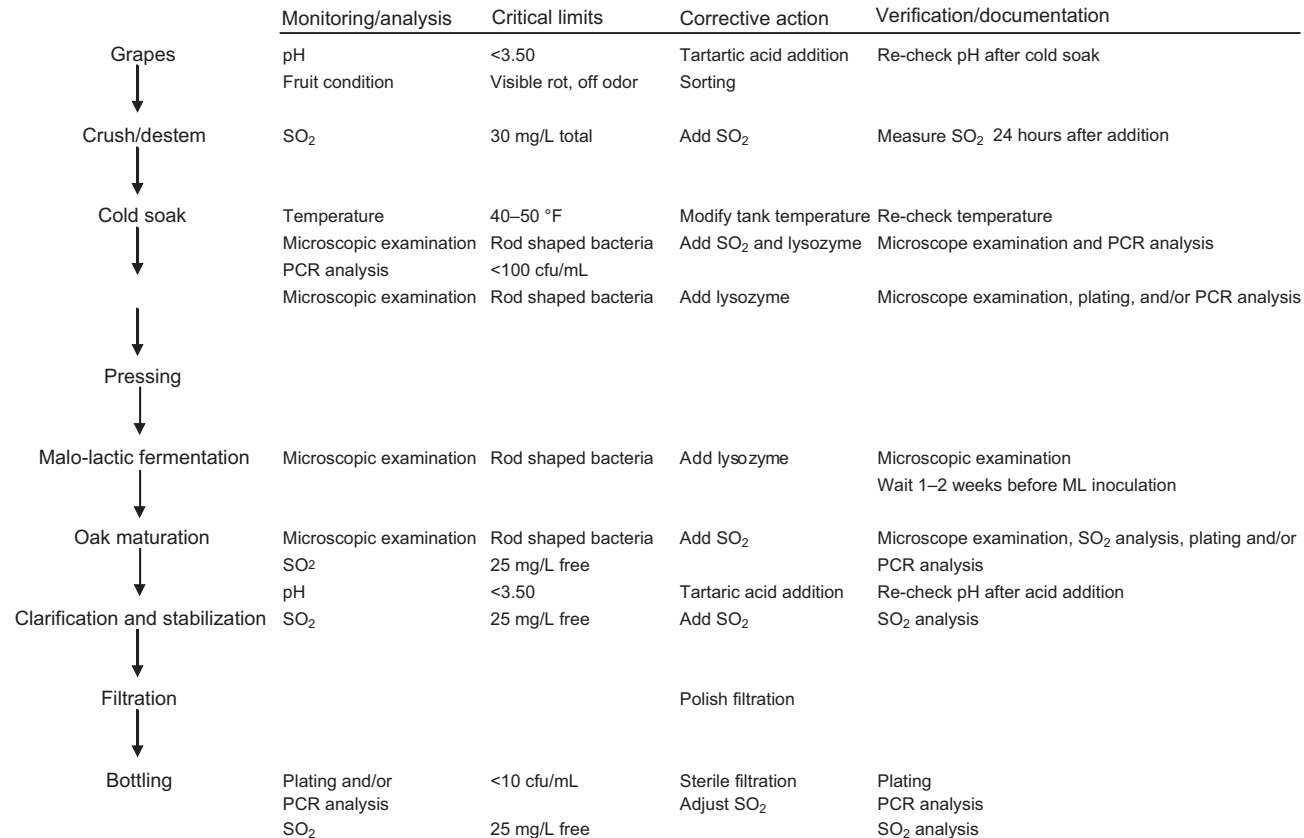 Monitoring/analysis Critical limits Corrective action Verification/documentation
Grapes pH <3.50 Tartartic acid addition Re-check pH after cold soak
Fruit condition Visible rot, off odor Sorting
Crush/destem SO₂ 30 mg/L total Add SO₂ Measure SO₂ 24 hours after addition
Cold soak Temperature 40–50 °F Modify tank temperature Re-check temperature
Microscopic examination Rod shaped bacteria Add SO₂ and lysozyme Microscope examination and PCR analysis
PCR analysis <100 cfu/mL
Microscopic examination Rod shaped bacteria Add lysozyme Microscope examination, plating, and/or PCR analysis
Pressing
Malo-lactic fermentation Microscopic examination Rod shaped bacteria Add lysozyme Microscopic examination
Wait 1–2 weeks before ML inoculation
Oak maturation Microscopic examination Rod shaped bacteria Add SO₂ Microscope examination, SO₂ analysis, plating and/or
SO2 25 mg/L free PCR analysis
pH <3.50 Tartaric acid addition Re-check pH after acid addition
Clarification and stabilization SO₂ 25 mg/L free Add SO₂ SO₂ analysis
Filtration Polish filtration
Bottling Plating and/or <10 cfu/mL Sterile filtration Plating
PCR analysis Adjust SO₂ PCR analysis
SO₂ 25 mg/L free SO₂ analysis